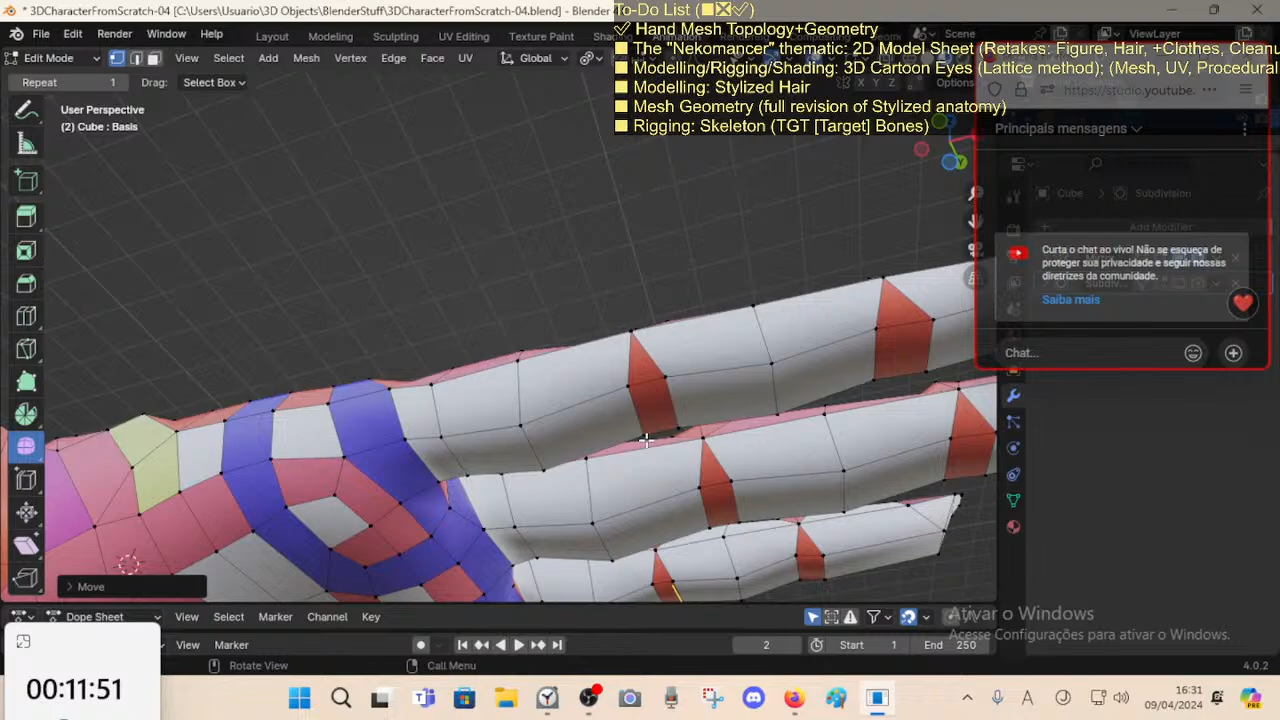 *3DCharacterFromScratch-04 [C:\Users\Usuario\3D Objects\BlenderStuff\3DCharacterFromScratch-04.blend] - Blender
To-Do List (■☒✓)
✓ Hand Mesh Topology+Geometry
■ The "Nekomancer" thematic: 2D Model Sheet (Retakes: Figure, Hair, +Clothes, Clean
■ Modelling/Rigging/Shading: 3D Cartoon Eyes (Lattice method); (Mesh, UV, Procedural
■ Modelling: Stylized Hair
■ Mesh Geometry (full revision of Stylized anatomy)
■ Rigging: Skeleton (TGT [Target] Bones)
File Edit Render Window Help Layout Modeling Sculpting UV Editing Texture Paint Scene ViewLayer
Edit Mode View Select Add Mesh Vertex Edge Face UV Global
Repeat 1 Drag: Select Box X Y Z Options
https://studio.youtube.
User Perspective
(2) Cube : Basis
Principais mensagens
Cube Subdivision
Add Modifier
Curta o chat ao vivo! Não se esqueça de
proteger sua privacidade e seguir nossas
diretrizes da comunidade.
Saiba mais
Chat...
Move
Dope Sheet View Select Marker Channel Key
Ativar o Windows
Acesse Configurações para ativar o Windows.
View Marker 2 Start 1 End 250
Rotate View Call Menu 4.0.2
00:11:51
16:31
09/04/2024